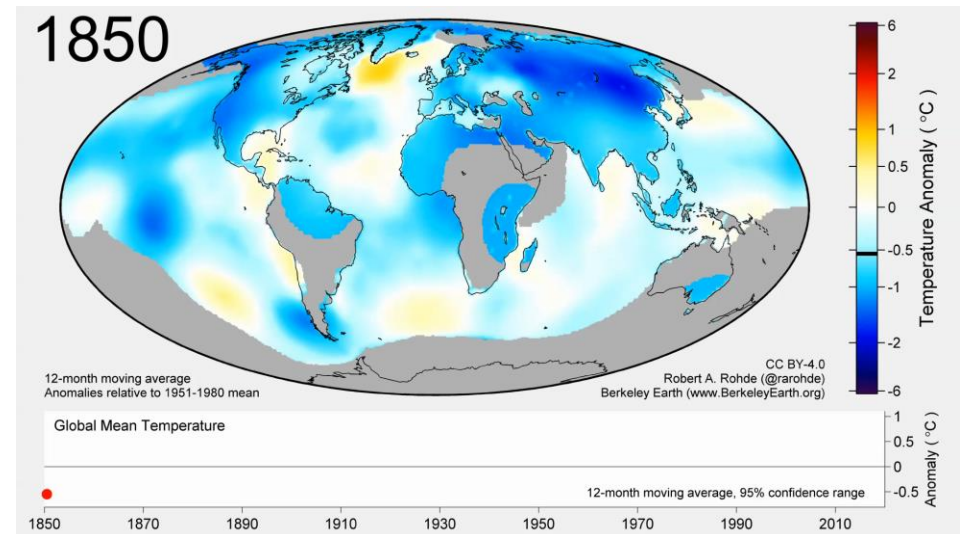 1850
6
2
1
0.5
0
-0.5
-1
-2
-6
Temperature Anomaly ( °C )
12-month moving average
Anomalies relative to 1951-1980 mean
CC BY-4.0
Robert A. Rohde (@rarohde)
Berkeley Earth (www.BerkeleyEarth.org)
Global Mean Temperature
1
0.5
0
-0.5
Anomaly ( °C )
12-month moving average, 95% confidence range
1850 1870 1890 1910 1930 1950 1970 1990 2010